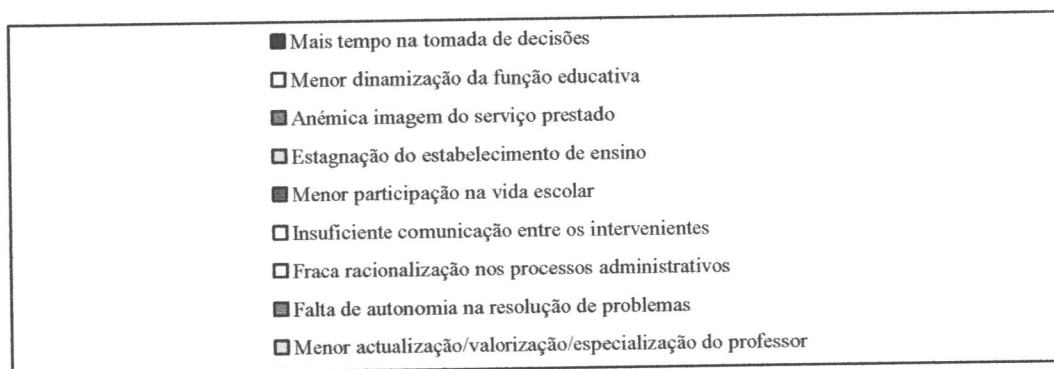 Mais tempo na tomada de decisões
Menor dinamização da função educativa
Anémica imagem do serviço prestado
Estagnação do estabelecimento de ensino
Menor participação na vida escolar
Insuficiente comunicação entre os intervenientes
Fraca racionalização nos processos administrativos
Falta de autonomia na resolução de problemas
Menor actualização/valorização/especialização do professor